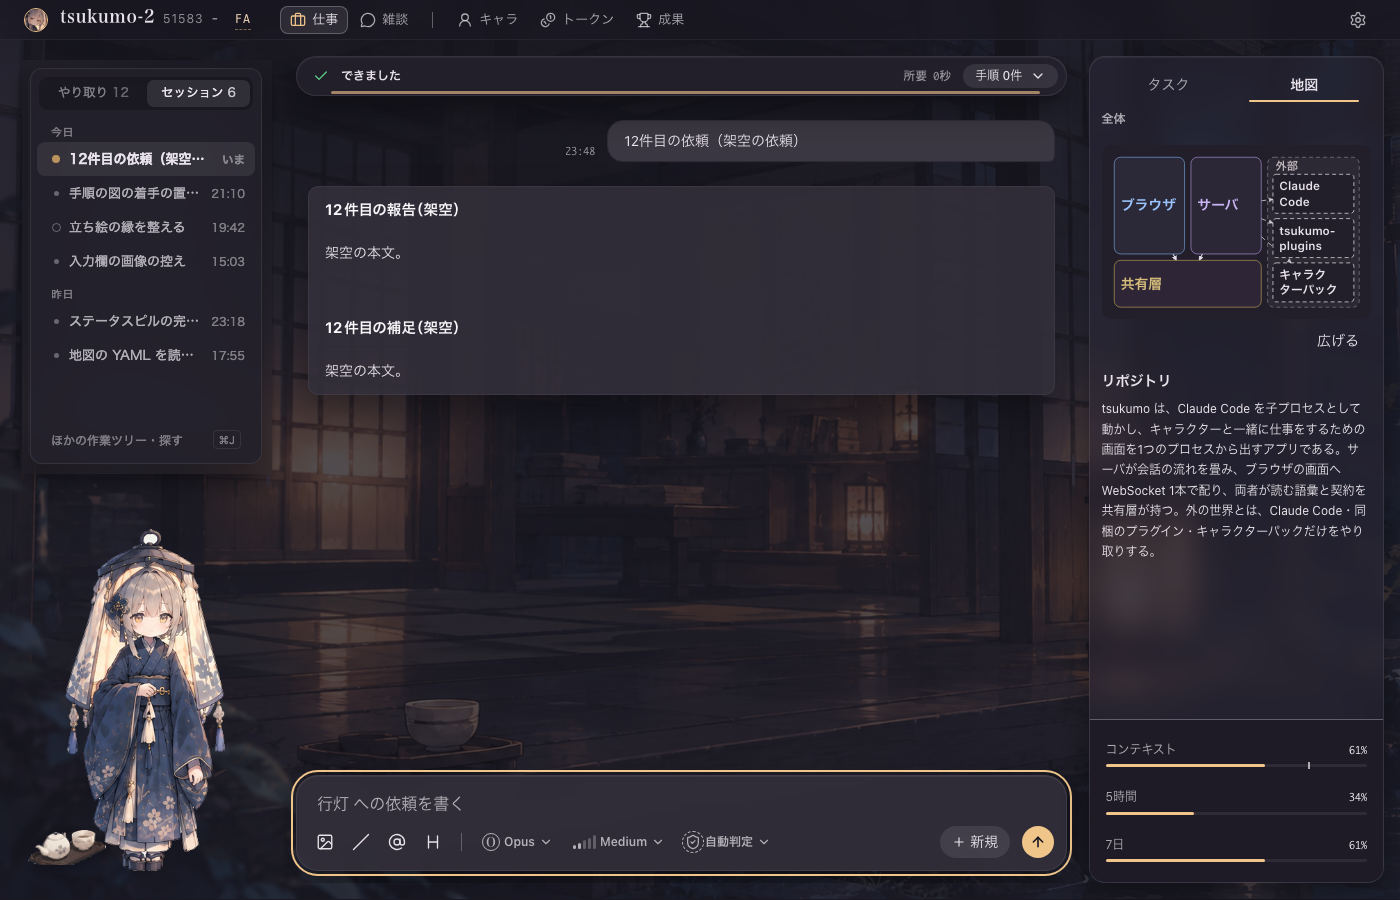 tsukumo-2 51583 - FA 仕事 雑談 キャラ トークン 成果
やり取り 12 セッション 6
今日
12件目の依頼（架空… いま
手順の図の着手の置… 21:10
立ち絵の縁を整える 19:42
入力欄の画像の控え 15:03
昨日
ステータスピルの完… 23:18
地図の YAML を読… 17:55
ほかの作業ツリー・探す ⌘J
できました 所要 0秒 手順 0件
23:48 12件目の依頼（架空の依頼）
12件目の報告（架空）
架空の本文。
12件目の補足（架空）
架空の本文。
行灯 への依頼を書く
Opus Medium 自動判定 + 新規
タスク 地図
全体
ブラウザ サーバ
共有層
外部
Claude
Code
tsukumo-
plugins
キャラク
ターパック
広げる
リポジトリ
tsukumo は、Claude Code を子プロセスとして
動かし、キャラクターと一緒に仕事をするための
画面を1つのプロセスから出すアプリである。サ
ーバが会話の流れを畳み、ブラウザの画面へ
WebSocket 1本で配り、両者が読む語彙と契約を
共有層が持つ。外の世界とは、Claude Code・同
梱のプラグイン・キャラクターパックだけをやり
取りする。
コンテキスト 61%
5時間 34%
7日 61%